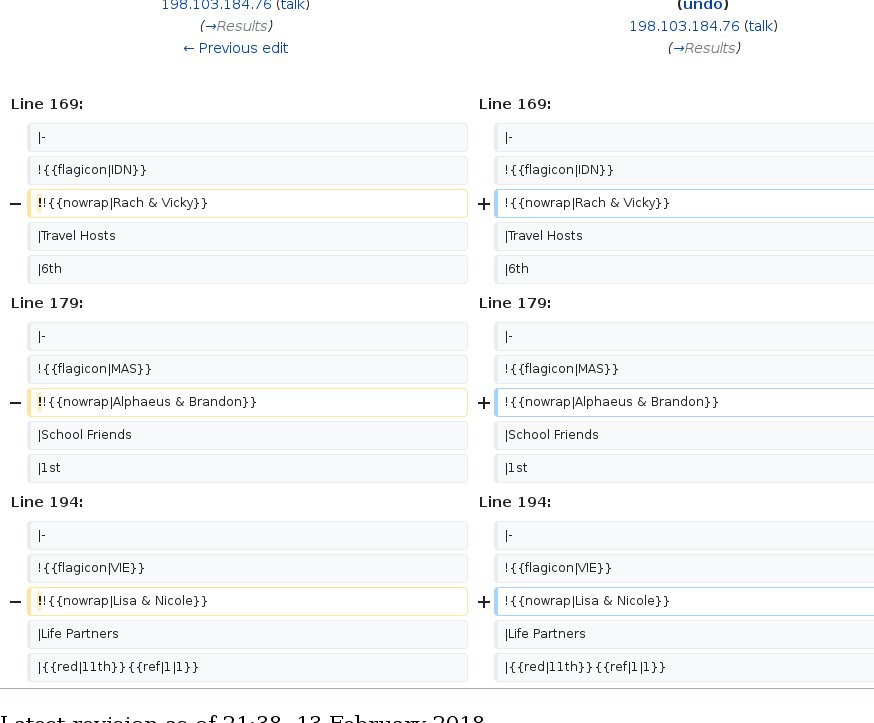 198.103.184.76 (talk)
(→Results)
← Previous edit
(undo)
198.103.184.76 (talk)
(→Results)
Line 169:
Line 169:
|-
|-
!{{flagicon|IDN}}
!{{flagicon|IDN}}
− !!{{nowrap|Rach & Vicky}}
+ !{{nowrap|Rach & Vicky}}
|Travel Hosts
|Travel Hosts
|6th
|6th
Line 179:
Line 179:
|-
|-
!{{flagicon|MAS}}
!{{flagicon|MAS}}
− !!{{nowrap|Alphaeus & Brandon}}
+ !{{nowrap|Alphaeus & Brandon}}
|School Friends
|School Friends
|1st
|1st
Line 194:
Line 194:
|-
|-
!{{flagicon|VIE}}
!{{flagicon|VIE}}
− !!{{nowrap|Lisa & Nicole}}
+ !{{nowrap|Lisa & Nicole}}
|Life Partners
|Life Partners
|{{red|11th}}{{ref|1|1}}
|{{red|11th}}{{ref|1|1}}
Latest revision as of 21:38, 13 February 2018